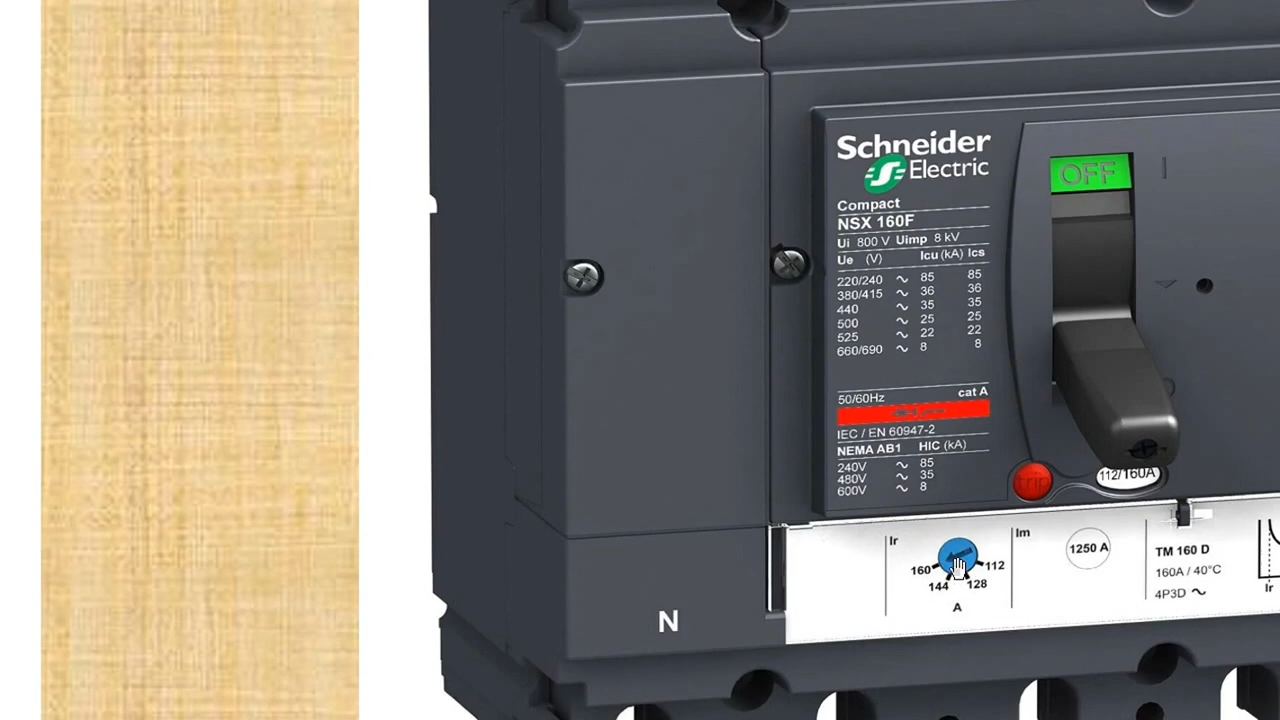 Schneider
Electric
OFF
Compact
NSX 160F
Ui 800 V Uimp 8 kV
Ue (V) Icu (kA) Ics
220/240 ~ 85 85
380/415 ~ 36 36
440 ~ 35 35
500 ~ 25 25
525 ~ 22 22
660/690 ~ 8 8
50/60Hz cat A
IEC / EN 60947-2
NEMA AB1 HIC (kA)
240V ~ 85
480V ~ 35
600V ~ 8
trip
112/160A
Ir
160 144 128 112
A
Im
1250 A
TM 160 D
160A / 40°C
4P3D ~
Ir
N